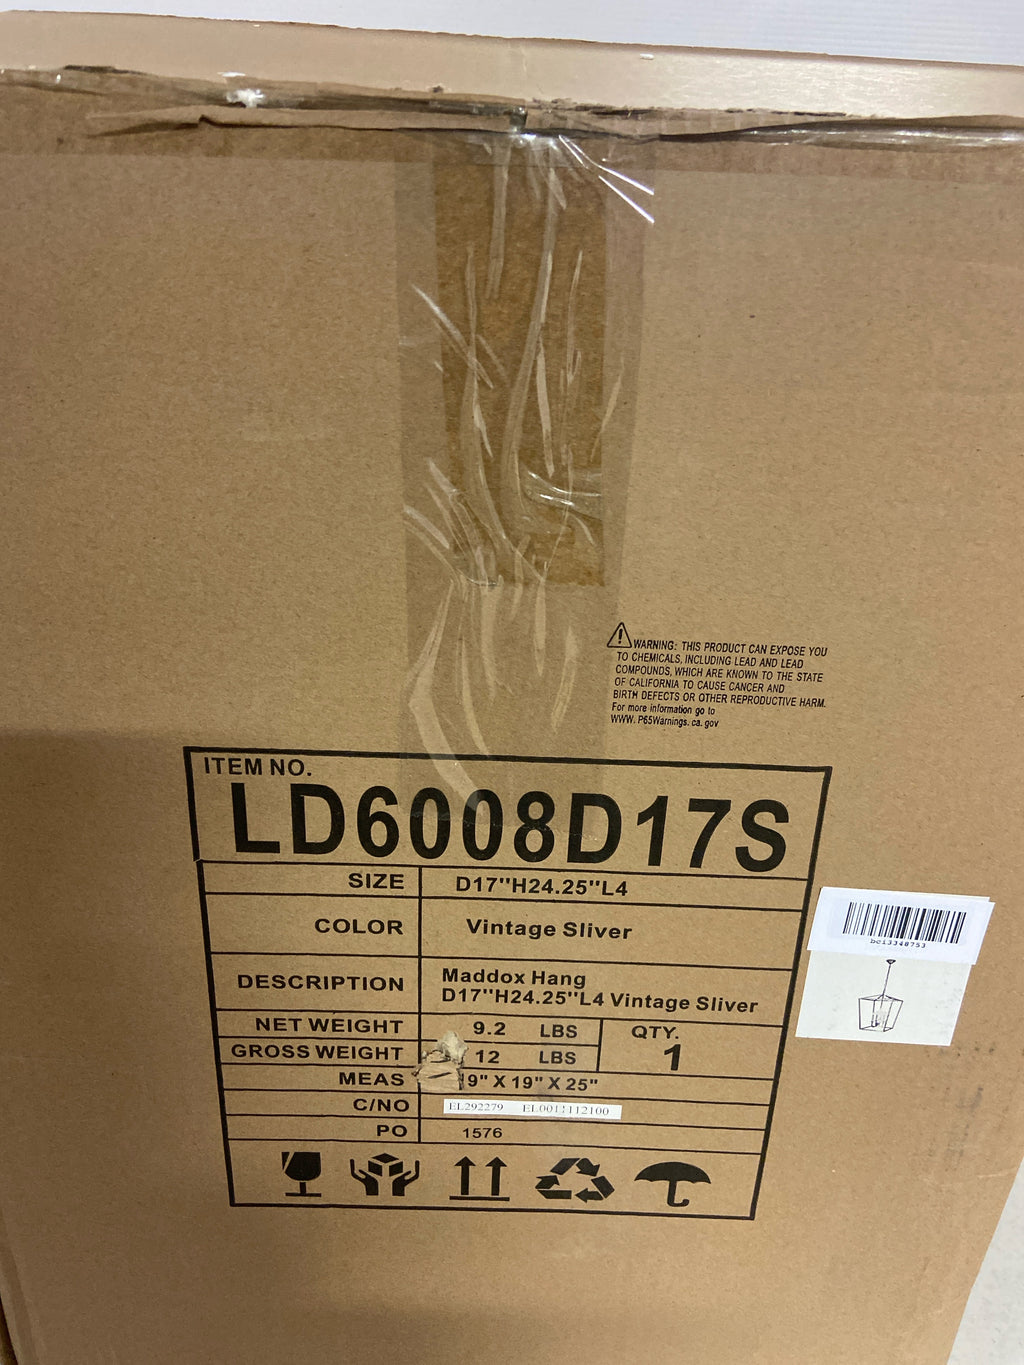 WARNING: THIS PRODUCT CAN EXPOSE YOU
TO CHEMICALS, INCLUDING LEAD AND LEAD
COMPOUNDS, WHICH ARE KNOWN TO THE STATE
OF CALIFORNIA TO CAUSE CANCER AND
BIRTH DEFECTS OR OTHER REPRODUCTIVE HARM.
For more information go to
WWW. P65Warnings. ca. gov
ITEM NO.
LD6008D17S
SIZE D17"H24.25"L4
COLOR Vintage Sliver
DESCRIPTION Maddox Hang
D17"H24.25"L4 Vintage Sliver
NET WEIGHT 9.2 LBS
GROSS WEIGHT 12 LBS
QTY.
1
MEAS 19" X 19" X 25"
C/NO EL292279
PO 1576
bci3348753